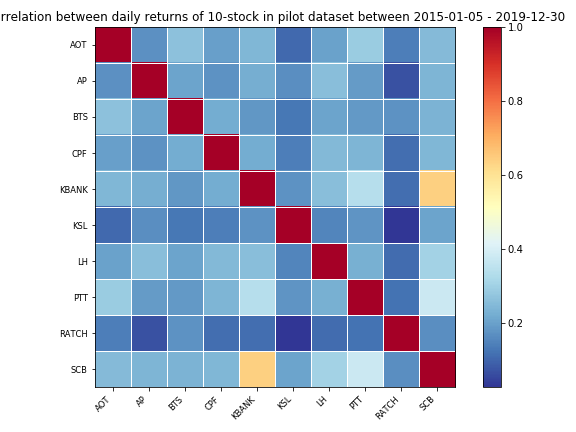 rrelation between daily returns of 10-stock in pilot dataset between 2015-01-05 - 2019-12-30
AOT
AP
BTS
CPF
KBANK
KSL
LH
PTT
RATCH
SCB
AOT AP BTS CPF KBANK KSL LH PTT RATCH SCB
1.0
0.8
0.6
0.4
0.2